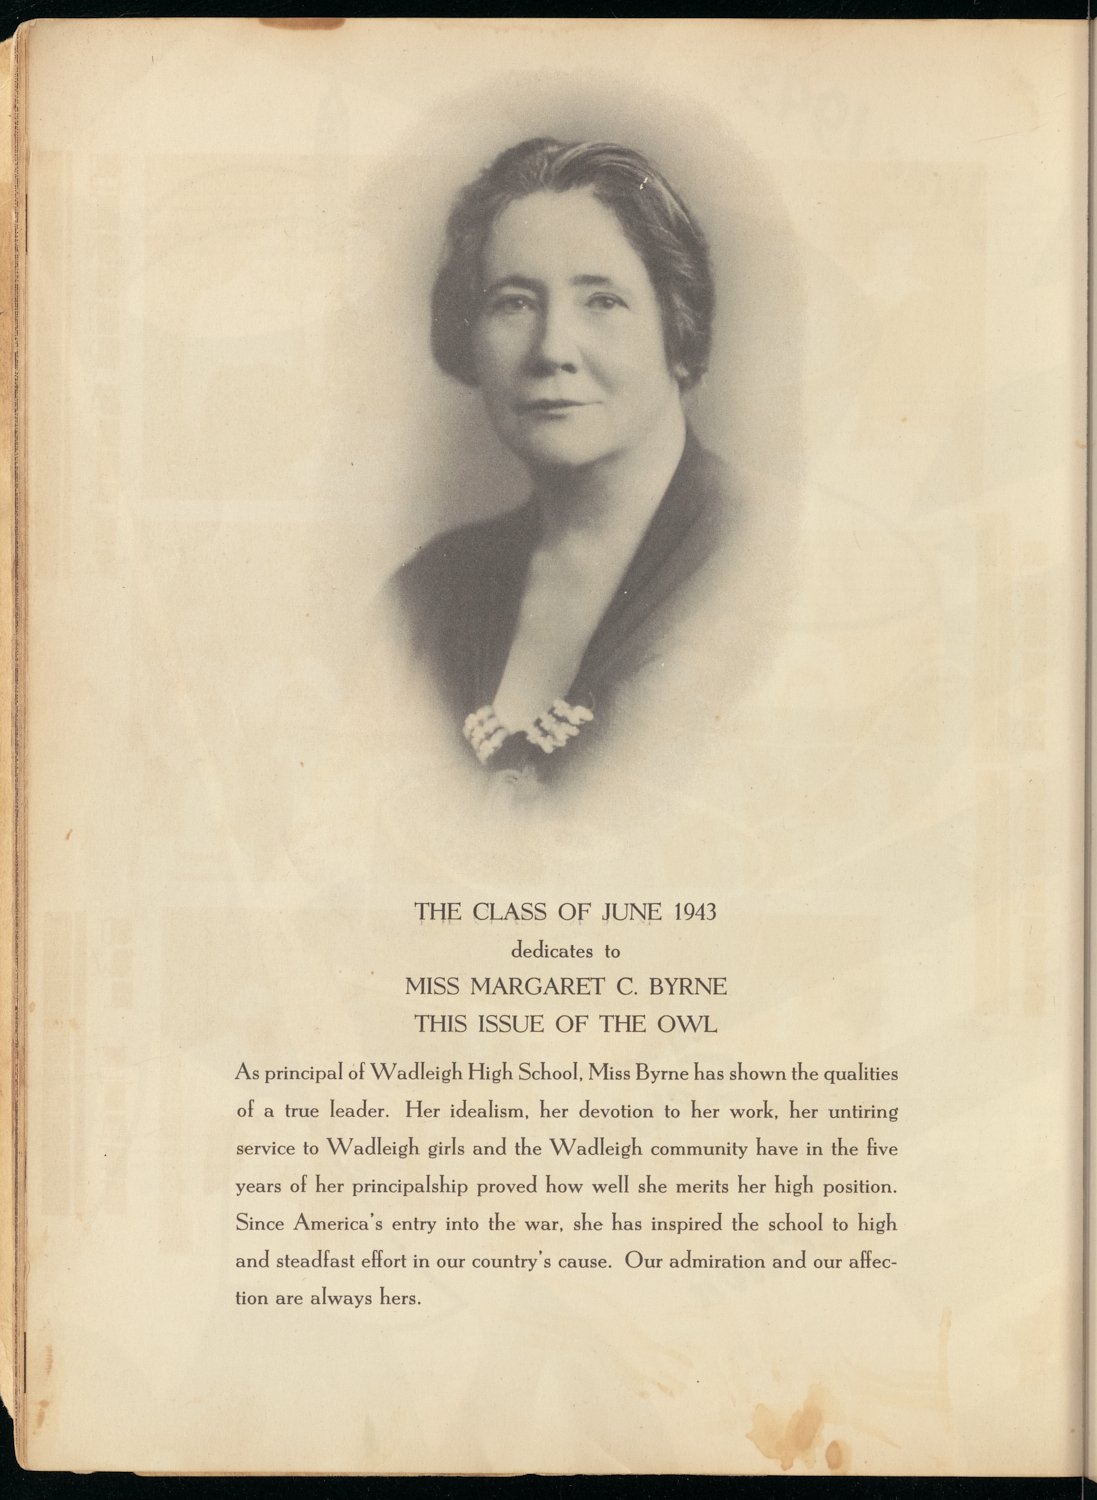 THE CLASS OF JUNE 1943
dedicates to
MISS MARGARET C. BYRNE
THIS ISSUE OF THE OWL
As principal of Wadleigh High School, Miss Byrne has shown the qualities
of a true leader. Her idealism, her devotion to her work, her untiring
service to Wadleigh girls and the Wadleigh community have in the five
years of her principalship proved how well she merits her high position.
Since America's entry into the war, she has inspired the school to high
and steadfast effort in our country's cause. Our admiration and our affec-
tion are always hers.